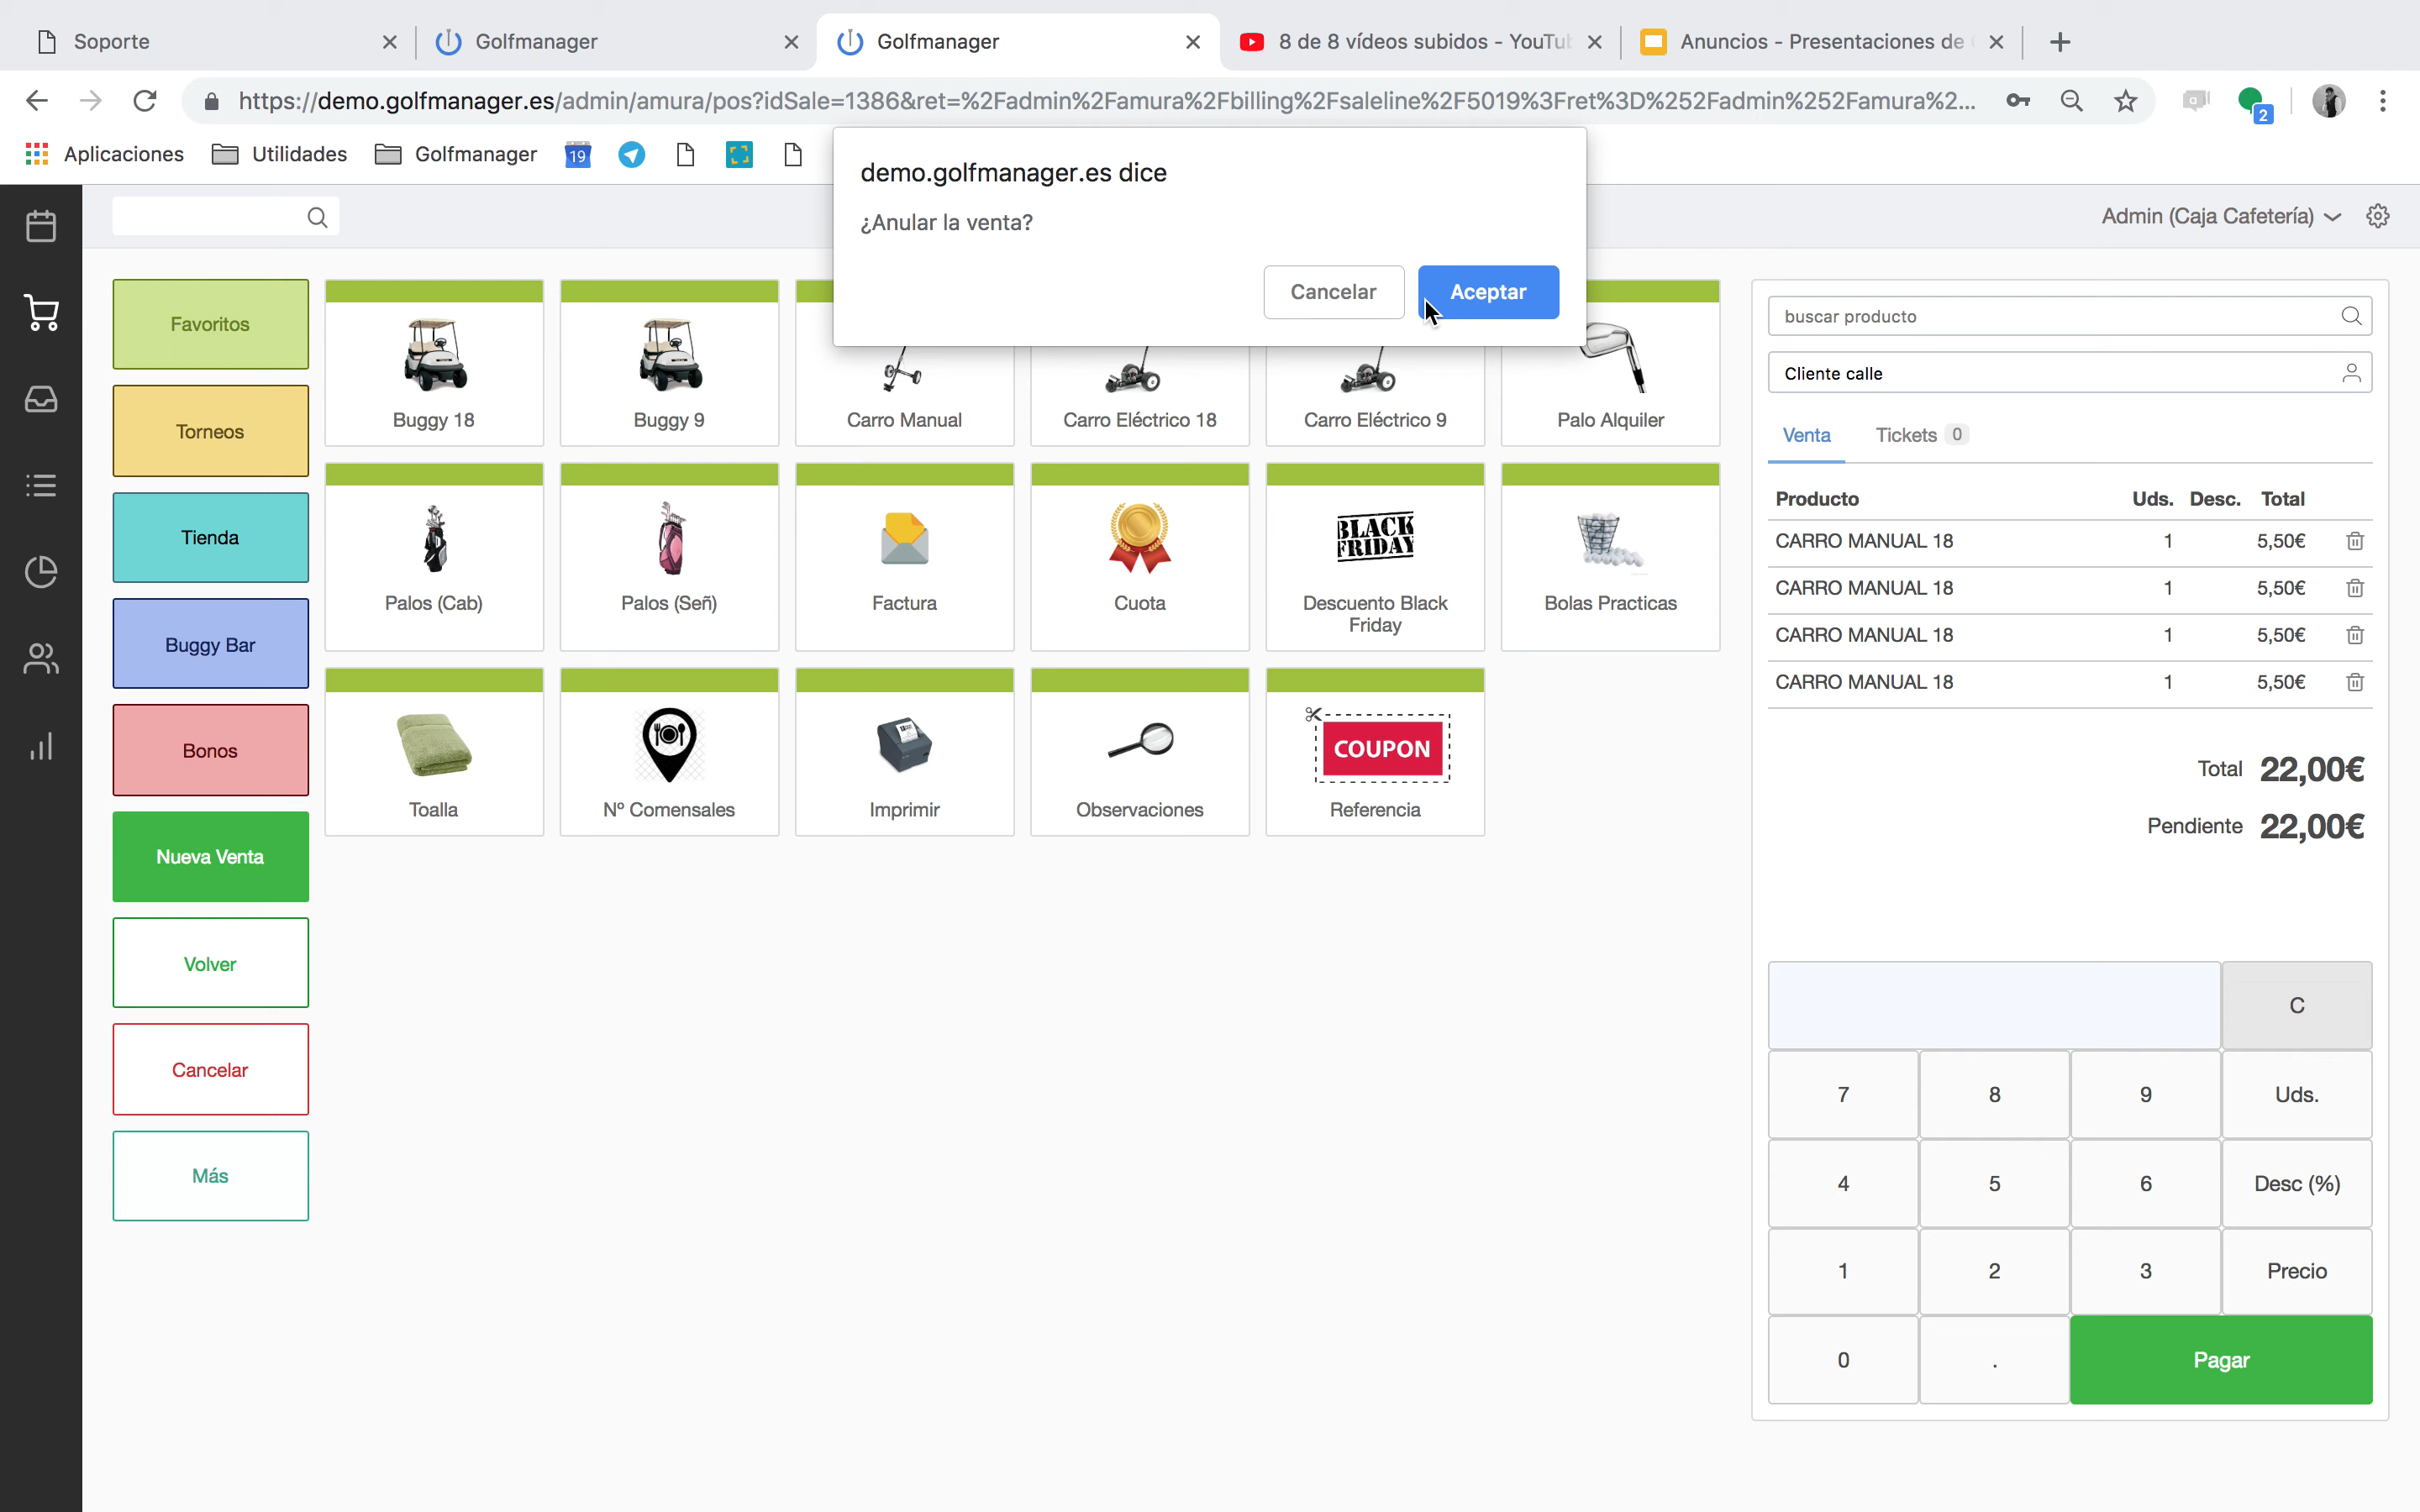 Soporte
Golfmanager
Golfmanager
8 de 8 vídeos subidos - YouTu
Anuncios - Presentaciones de
https://demo.golfmanager.es/admin/amura/pos?idSale=1386&ret=%2Fadmin%2Famura%2Fbilling%2Fsaleline%2F5019%3Fret%3D%252Fadmin%252Famura%2...
2
Aplicaciones
Utilidades
Golfmanager
19
demo.golfmanager.es dice
¿Anular la venta?
Cancelar
Aceptar
Admin (Caja Cafetería)
Favoritos
Torneos
Tienda
Buggy Bar
Bonos
Nueva Venta
Volver
Cancelar
Más
Buggy 18
Buggy 9
Carro Manual
Carro Eléctrico 18
Carro Eléctrico 9
Palo Alquiler
Palos (Cab)
Palos (Señ)
Factura
Cuota
BLACK
FRIDAY
Descuento Black
Friday
Bolas Practicas
Toalla
Nº Comensales
Imprimir
Observaciones
COUPON
Referencia
buscar producto
Cliente calle
Venta
Tickets 0
Producto Uds. Desc. Total
CARRO MANUAL 18 1 5,50€
CARRO MANUAL 18 1 5,50€
CARRO MANUAL 18 1 5,50€
CARRO MANUAL 18 1 5,50€
Total 22,00€
Pendiente 22,00€
C
7 8 9 Uds.
4 5 6 Desc (%)
1 2 3 Precio
0 . Pagar